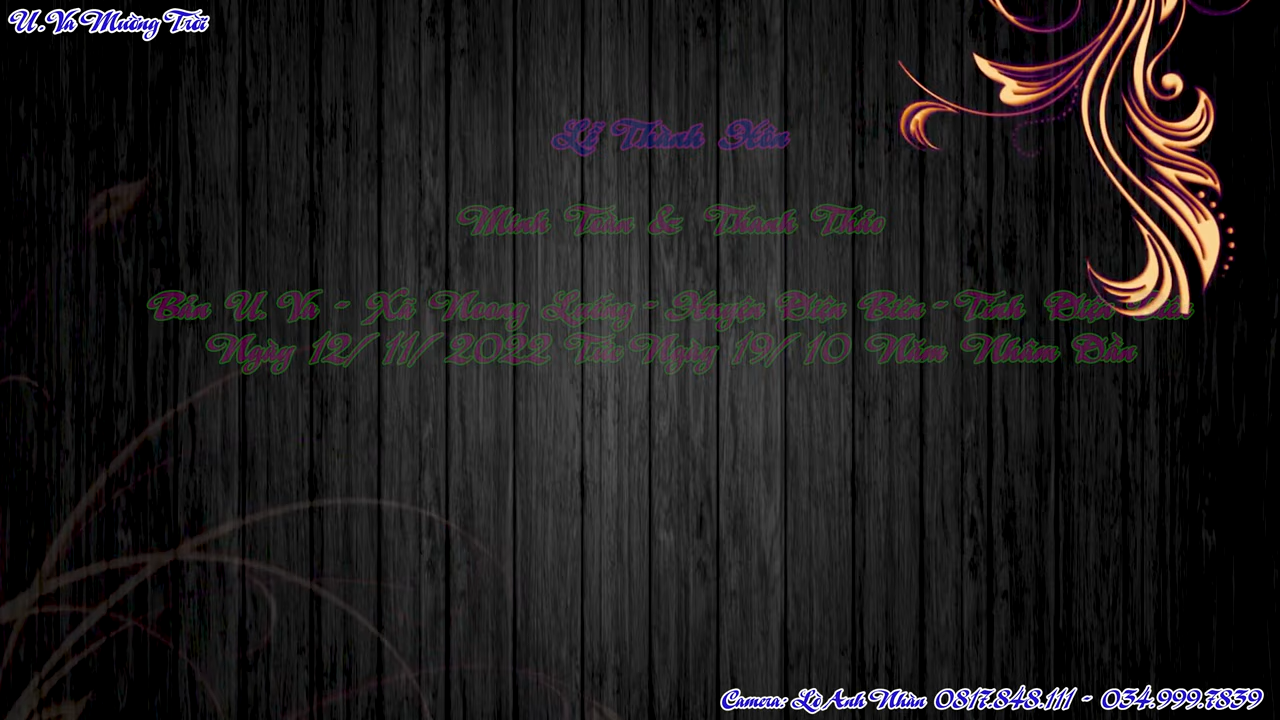 U. Va Mường Trời
Lễ Thành Hôn
Minh Toàn & Thanh Thảo
Bản U. Va - Xã Noong Luống - Huyện Điện Biên - Tỉnh Điện Biên
Ngày 12/ 11/ 2022 Tức Ngày 19/ 10 Năm Nhâm Dần
Camera: Lò Anh Nhàn 0817.848.111 - 034.999.7839